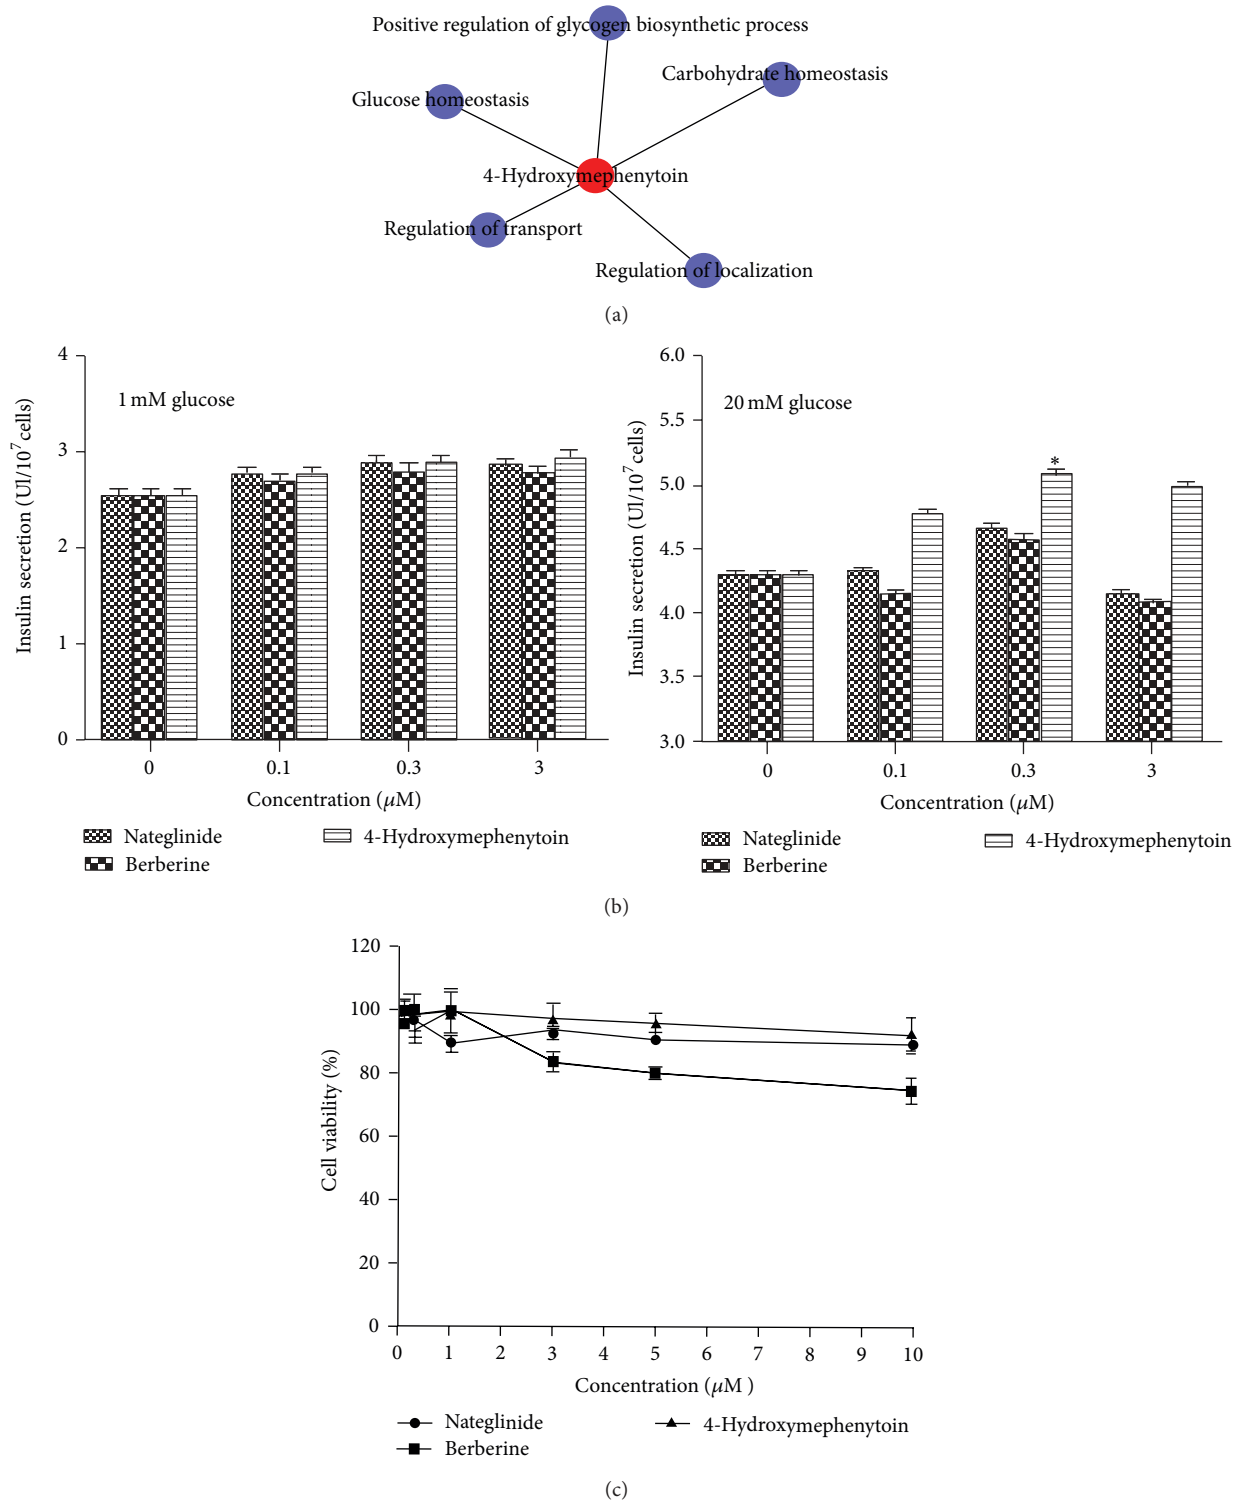 Positive regulation of glycogen biosynthetic process
Carbohydrate homeostasis
Glucose homeostasis
4-Hydroxymephenytoin
Regulation of transport
Regulation of localization
(a)
Insulin secretion (UI/10^7 cells)
4
3
2
1
0
1 mM glucose
0 0.1 0.3 3
Concentration (μM)
Nateglinide
Berberine
4-Hydroxymephenytoin
Insulin secretion (UI/10^7 cells)
6.0
5.5
5.0
4.5
4.0
3.5
3.0
20 mM glucose
*
0 0.1 0.3 3
Concentration (μM)
Nateglinide
Berberine
4-Hydroxymephenytoin
(b)
Cell viability (%)
120
100
80
60
40
20
0
0 1 2 3 4 5 6 7 8 9 10
Concentration (μM )
Nateglinide
Berberine
4-Hydroxymephenytoin
(c)